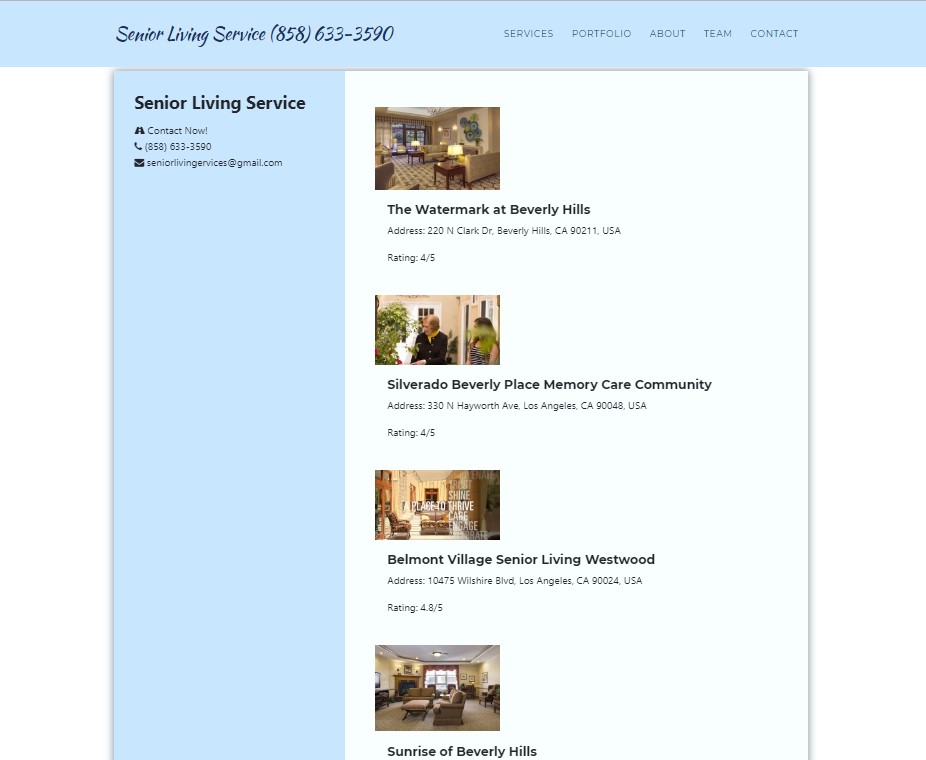 Senior Living Service (858) 633-3590
SERVICES PORTFOLIO ABOUT TEAM CONTACT
Senior Living Service
Contact Now!
(858) 633-3590
seniorlivingervices@gmail.com
The Watermark at Beverly Hills
Address: 220 N Clark Dr, Beverly Hills, CA 90211, USA
Rating: 4/5
Silverado Beverly Place Memory Care Community
Address: 330 N Hayworth Ave, Los Angeles, CA 90048, USA
Rating: 4/5
SHINE
A PLACE TO THRIVE
CARE
ENGAGE
Belmont Village Senior Living Westwood
Address: 10475 Wilshire Blvd, Los Angeles, CA 90024, USA
Rating: 4.8/5
Sunrise of Beverly Hills